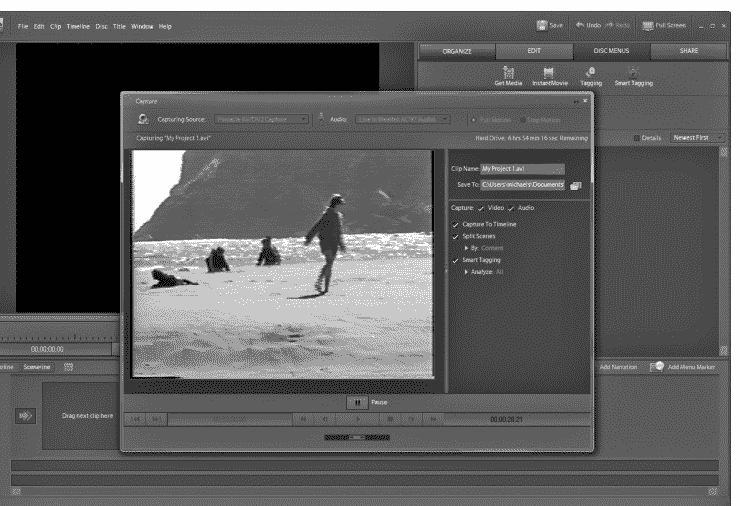 File Edit Clip Timeline Disc Title Window Help
Save Undo Redo Full Screen
ORGANIZE EDIT DISC MENUS SHARE
Get Media InstantMovie Tagging Smart Tagging
Details Newest First
Capture
Capturing Source: Audio:
Capturing "My Project 1.avi"
Hard Drive: 6 hrs 54 min 16 sec Remaining
Clip Name: My Project 1.avi
Save To: C:\Users\michaels\Documents
Capture: Video Audio
Capture To Timeline
Split Scenes
By: Content
Smart Tagging
Analyze: All
Pause
00;00;28;21
00;00;00;00
Sceneline
Add Narration Add Menu Marker
Drag next clip here